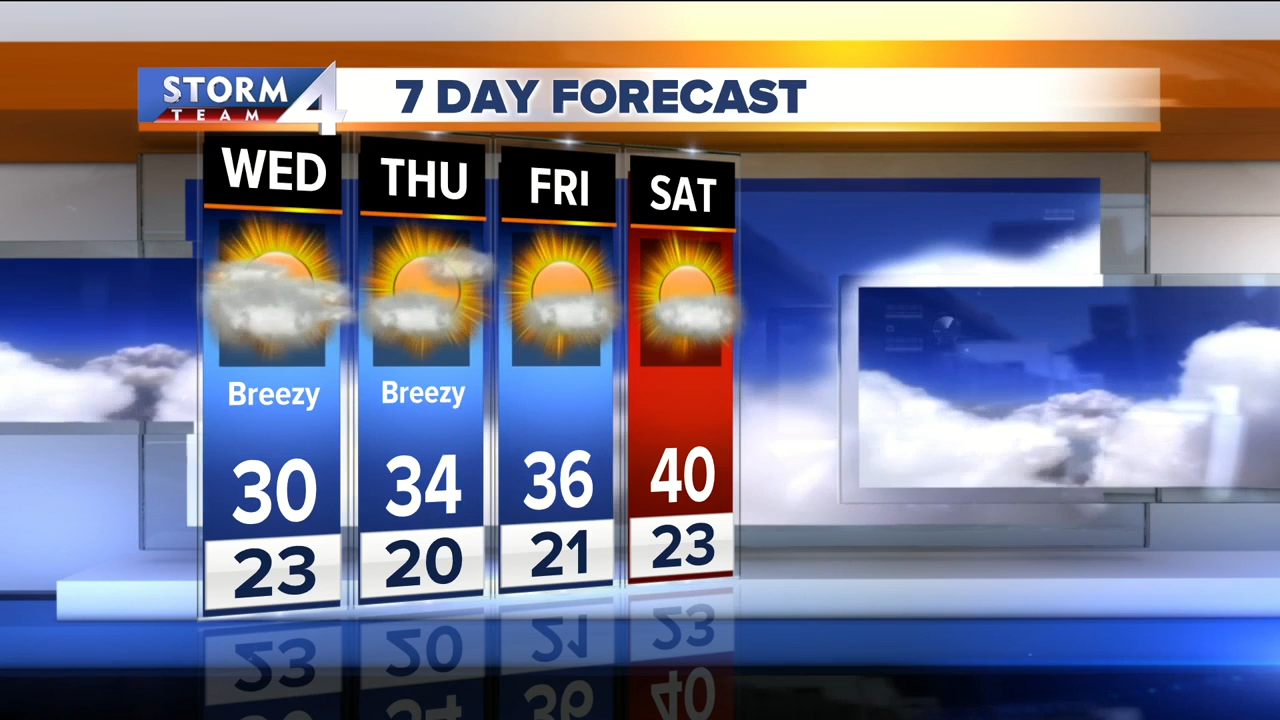 STORM
TEAM
4
7 DAY FORECAST
WED
THU
FRI
SAT
Breezy
Breezy
30
34
36
40
23
20
21
23